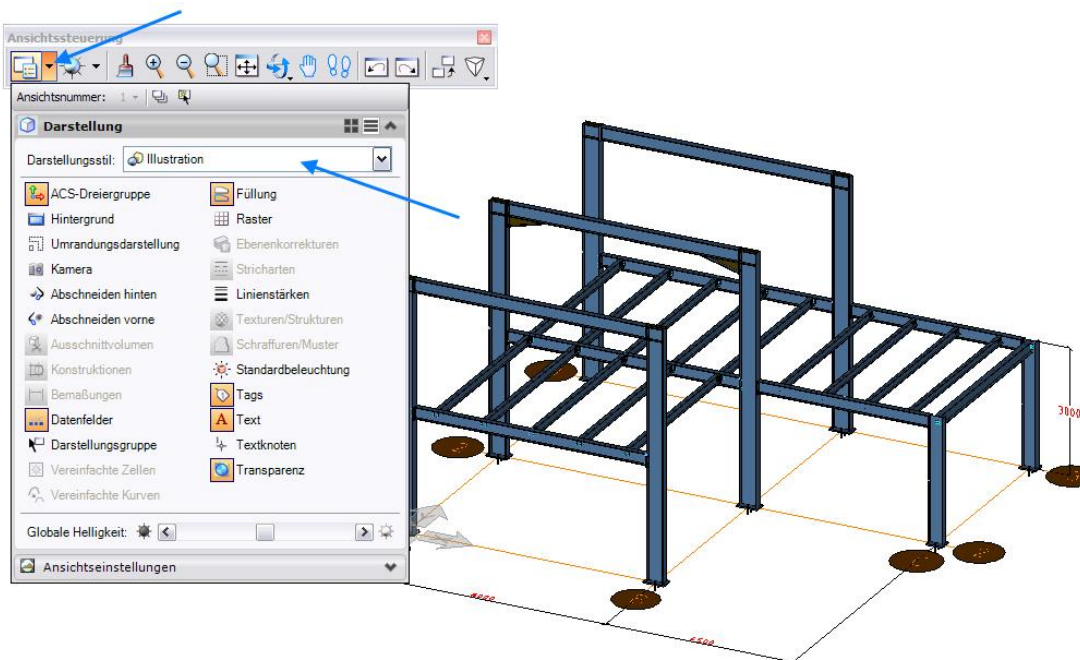 Ansichtssteuerung
Ansichtsnummer: 1
Darstellung
Darstellungsstil: Illustration
ACS-Dreiergruppe Füllung
Hintergrund Raster
Umrandungsdarstellung Ebenenkorrekturen
Kamera Stricharten
Abschneiden hinten Linienstärken
Abschneiden vorne Texturen/Strukturen
Ausschnittvolumen Schraffuren/Muster
Konstruktionen Standardbeleuchtung
Bemaßungen Tags
Datenfelder A Text
Darstellungsgruppe Textknoten
Vereinfachte Zellen Transparenz
Vereinfachte Kurven
Globale Helligkeit:
Ansichtseinstellungen
3000
6500